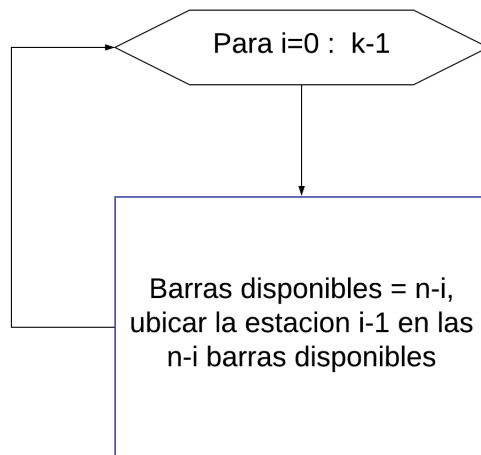 Para i=0 :  k-1
Barras disponibles = n-i,
ubicar la estacion i-1 en las
n-i barras disponibles